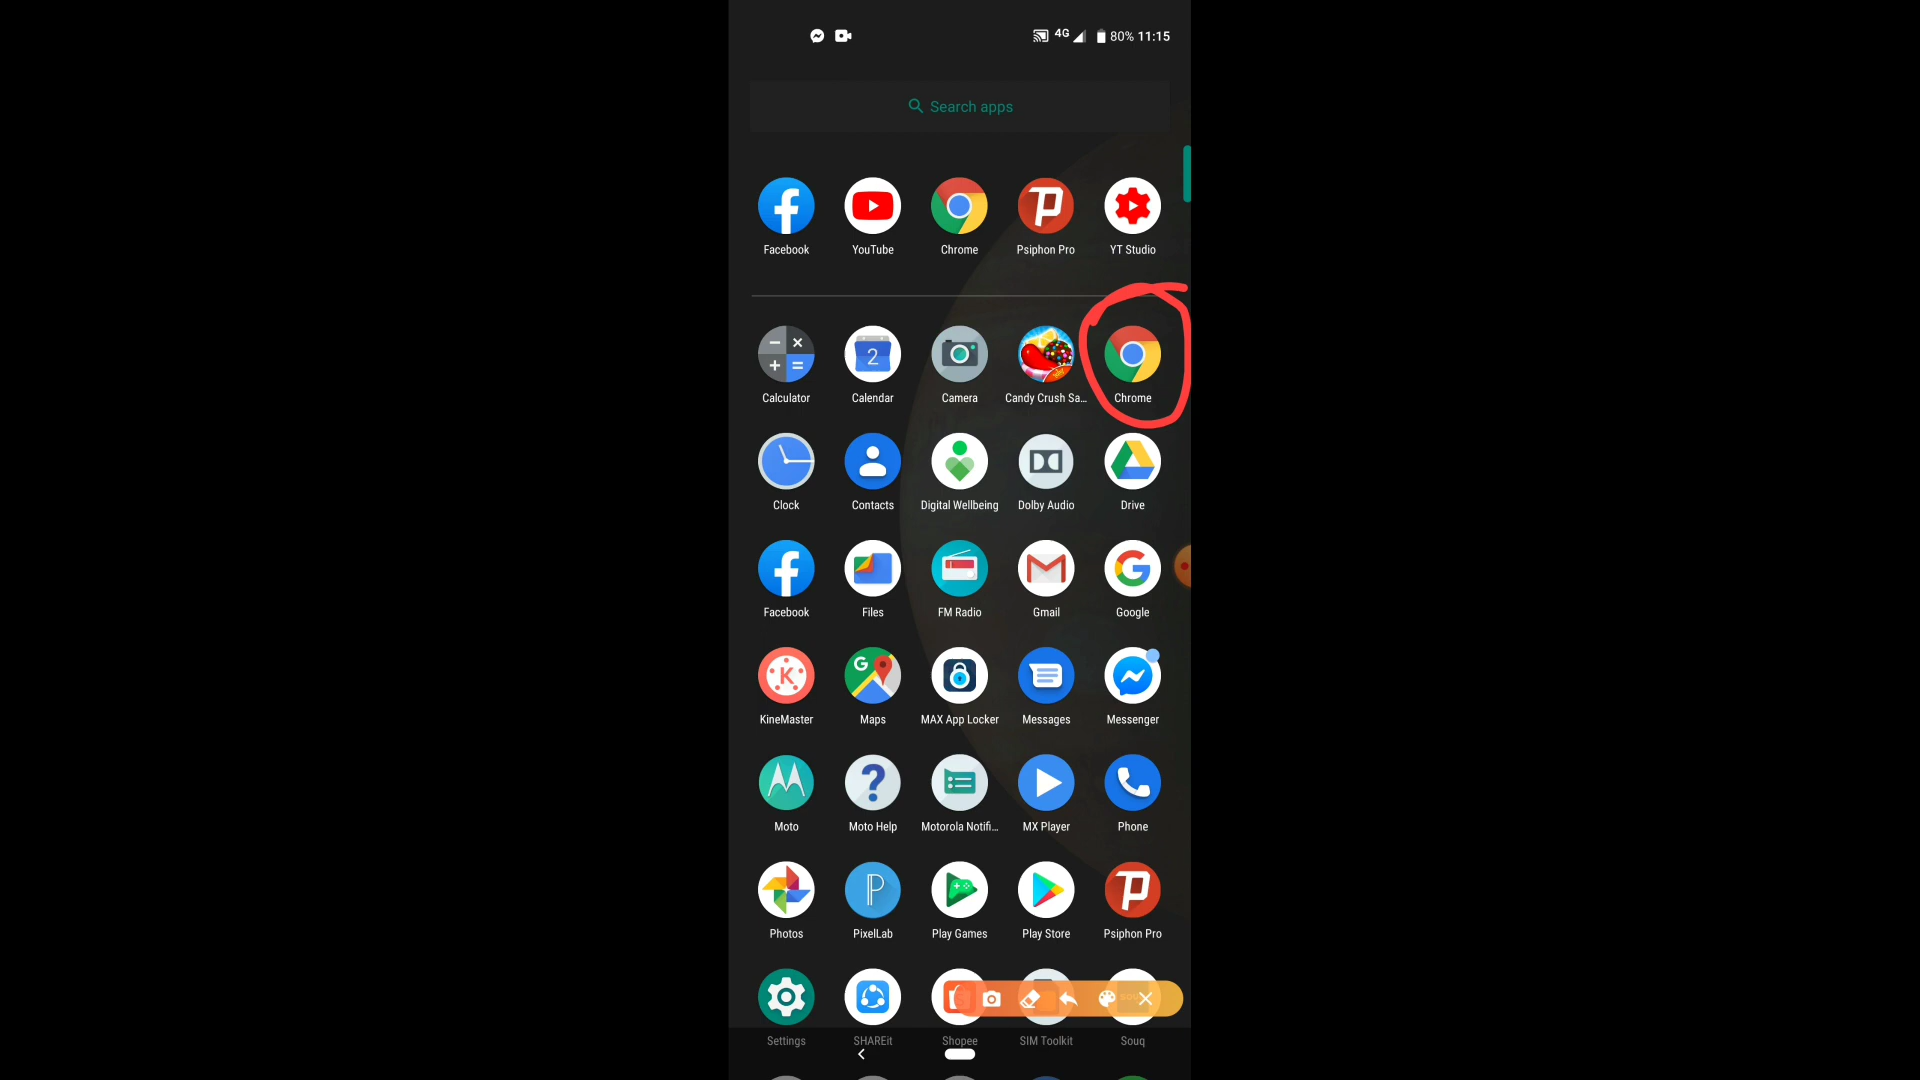 4G 80% 11:15
Search apps
Facebook YouTube Chrome Psiphon Pro YT Studio
2
Calculator Calendar Camera Candy Crush Sa... Chrome
Clock Contacts Digital Wellbeing Dolby Audio Drive
Facebook Files FM Radio Gmail Google
KineMaster Maps MAX App Locker Messages Messenger
Moto Moto Help Motorola Notifi... MX Player Phone
Photos PixelLab Play Games Play Store Psiphon Pro
Settings SHAREit Shopee SIM Toolkit Souq